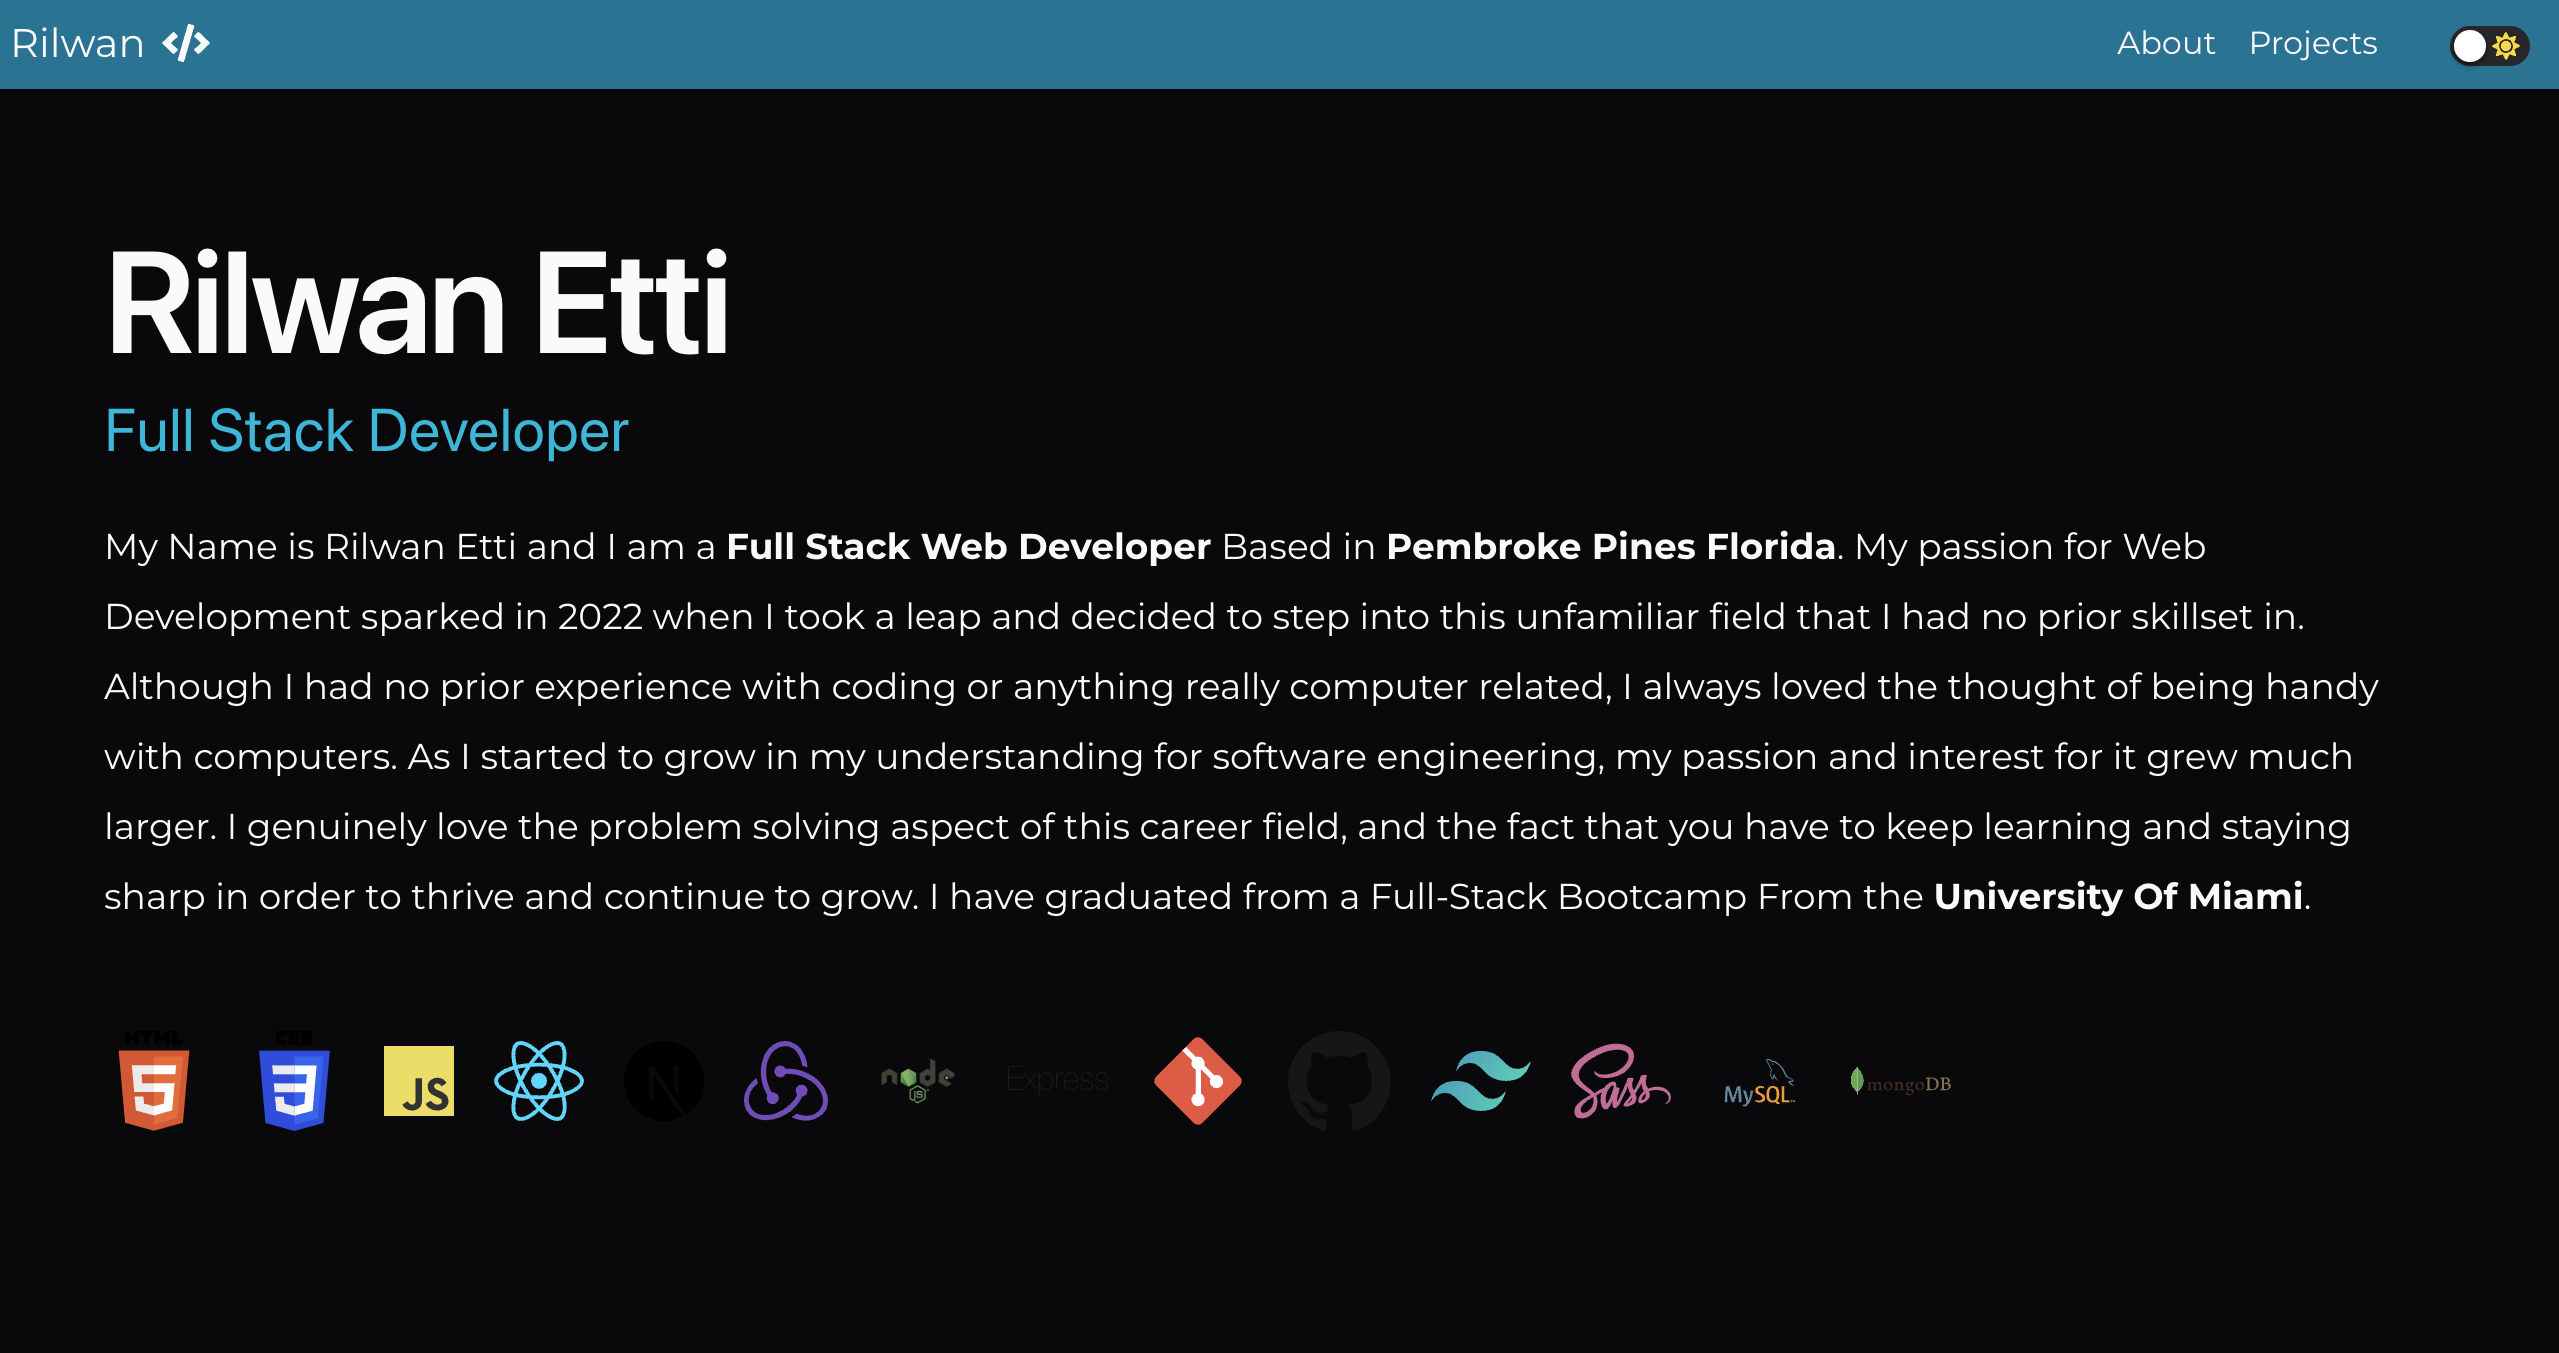 Rilwan </>
About Projects
Rilwan Etti
Full Stack Developer
My Name is Rilwan Etti and I am a Full Stack Web Developer Based in Pembroke Pines Florida. My passion for Web
Development sparked in 2022 when I took a leap and decided to step into this unfamiliar field that I had no prior skillset in.
Although I had no prior experience with coding or anything really computer related, I always loved the thought of being handy
with computers. As I started to grow in my understanding for software engineering, my passion and interest for it grew much
larger. I genuinely love the problem solving aspect of this career field, and the fact that you have to keep learning and staying
sharp in order to thrive and continue to grow. I have graduated from a Full-Stack Bootcamp From the University Of Miami.
HTML 5 CSS 3 JS N node JS Express Sass MySQL mongoDB